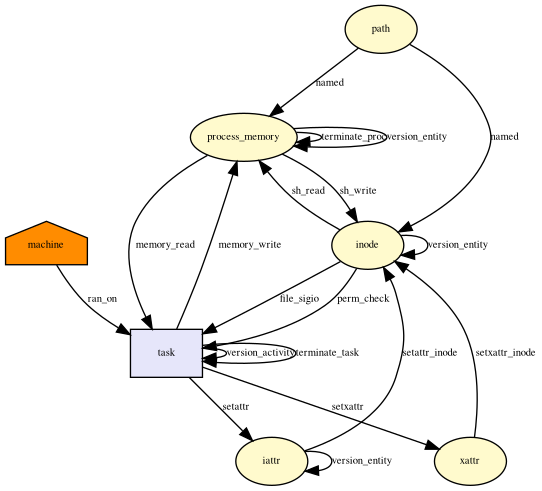 path
named
process_memory
terminate_proc
version_entity
named
sh_read
sh_write
machine
memory_read
memory_write
inode
version_entity
ran_on
file_sigio
perm_check
task
version_activity
terminate_task
setattr_inode
setxattr_inode
setattr
setxattr
iattr
version_entity
xattr